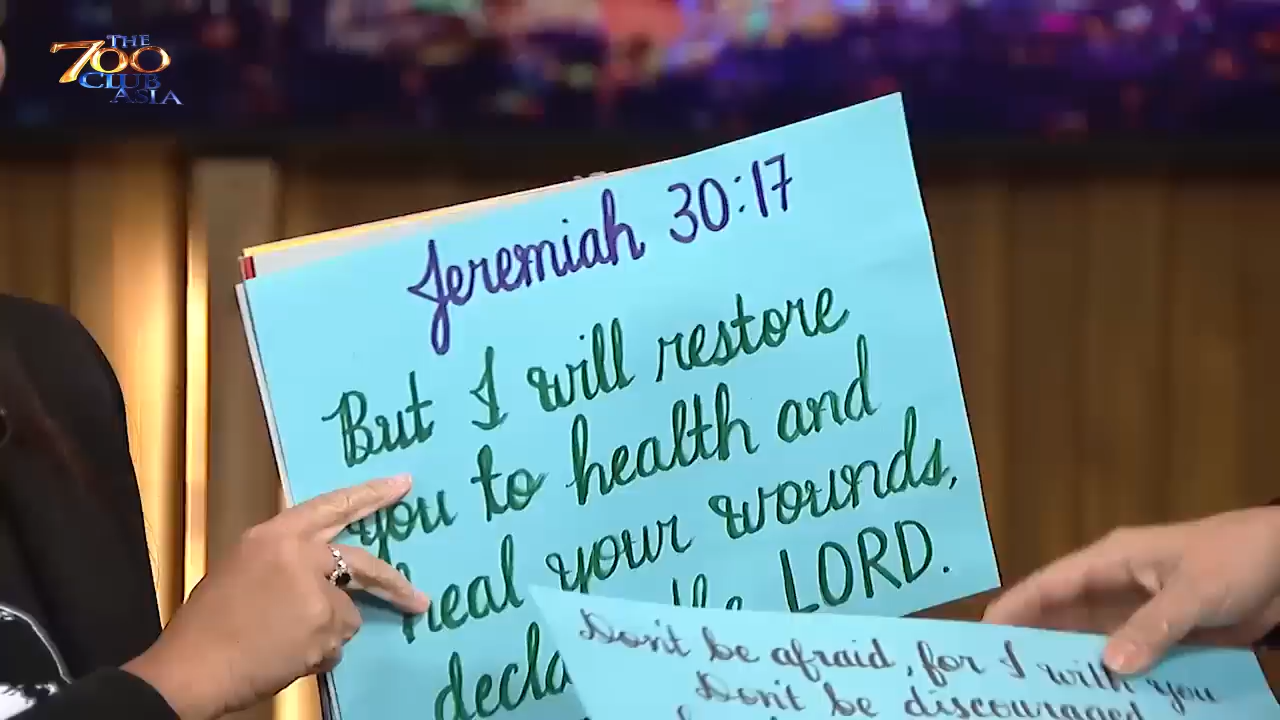 THE
700
CLUB
ASIA
Jeremiah 30:17
But I will restore
you to health and
heal your wounds,
the LORD.
Don't be afraid, for I with you
Don't be discouraged